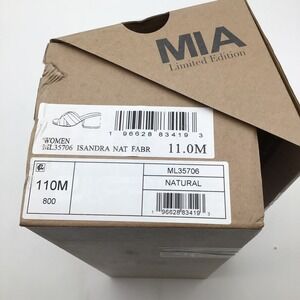 MIA
Limited Edition
1 96628 83419 3
WOMEN
ML35706 ISANDRA NAT FABR 11.0M
110M
800
ML35706
NATURAL
1 96628 83419 3